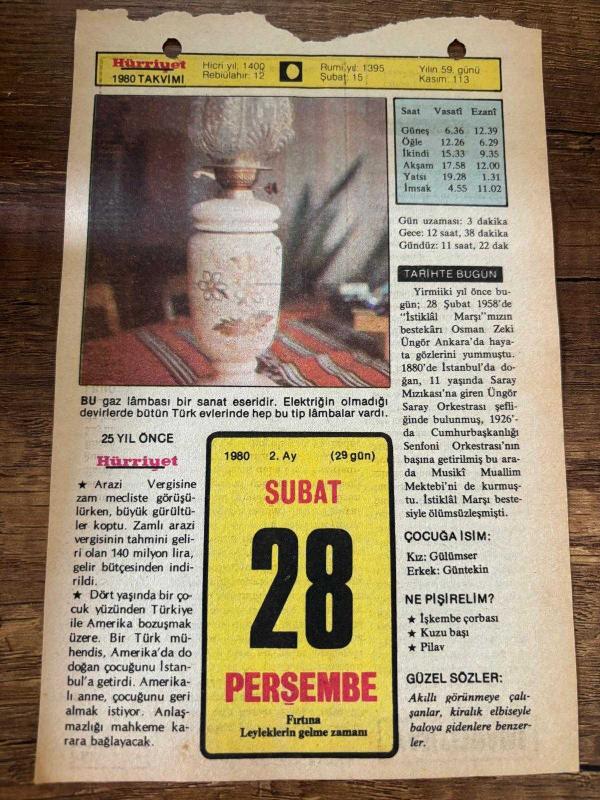 Hürriyet
1980 TAKVİMİ
Hicri yıl: 1400
Rebiülahir: 12
Rumi yıl: 1395
Şubat: 15
Yılın 59. günü
Kasım: 113
Saat Vasatî Ezanî
Güneş 6.36 12.39
Öğle 12.26 6.29
İkindi 15.33 9.35
Akşam 17.58 12.00
Yatsı 19.28 1.31
İmsak 4.55 11.02
Gün uzaması: 3 dakika
Gece: 12 saat, 38 dakika
Gündüz: 11 saat, 22 dak
BU gaz lâmbası bir sanat eseridir. Elektriğin olmadığı
devirlerde bütün Türk evlerinde hep bu tip lâmbalar vardı.
TARİHTE BUGÜN
Yirmiiki yıl önce bu-
gün; 28 Şubat 1958'de
"İstiklâl Marşı"mızın
bestekârı Osman Zeki
Üngör Ankara'da haya-
ta gözlerini yummuştu.
1880'de İstanbul'da do-
ğan, 11 yaşında Saray
Mızıkası'na giren Üngör
Saray Orkestrası şefli-
ğinde bulunmuş, 1926'-
da Cumhurbaşkanlığı
Senfoni Orkestrası'nın
başına getirilmiş bu ara-
da Musikî Muallim
Mektebi'ni de kurmuş-
tu. İstiklâl Marşı beste-
siyle ölümsüzleşmişti.
25 YIL ÖNCE
Hürriyet
★ Arazi Vergisine
zam mecliste görüşü-
lürken, büyük gürültü-
ler koptu. Zamlı arazi
vergisinin tahmini geli-
ri olan 140 milyon lira,
gelir bütçesinden indi-
rildi.
★ Dört yaşında bir ço-
cuk yüzünden Türkiye
ile Amerika bozuşmak
üzere. Bir Türk mü-
hendis, Amerika'da do
doğan çocuğunu İstan-
bul'a getirdi. Amerika-
lı anne, çocuğunu geri
almak istiyor. Anlaş-
mazlığı mahkeme ka-
rara bağlayacak.
1980 2. Ay (29 gün)
ŞUBAT
28
PERŞEMBE
Fırtına
Leyleklerin gelme zamanı
ÇOCUĞA İSİM:
Kız: Gülümser
Erkek: Güntekin
NE PİŞİRELİM?
★ İşkembe çorbası
★ Kuzu başı
★ Pilav
GÜZEL SÖZLER:
Akıllı görünmeye çalı-
şanlar, kiralık elbiseyle
baloya gidenlere benzer-
ler.